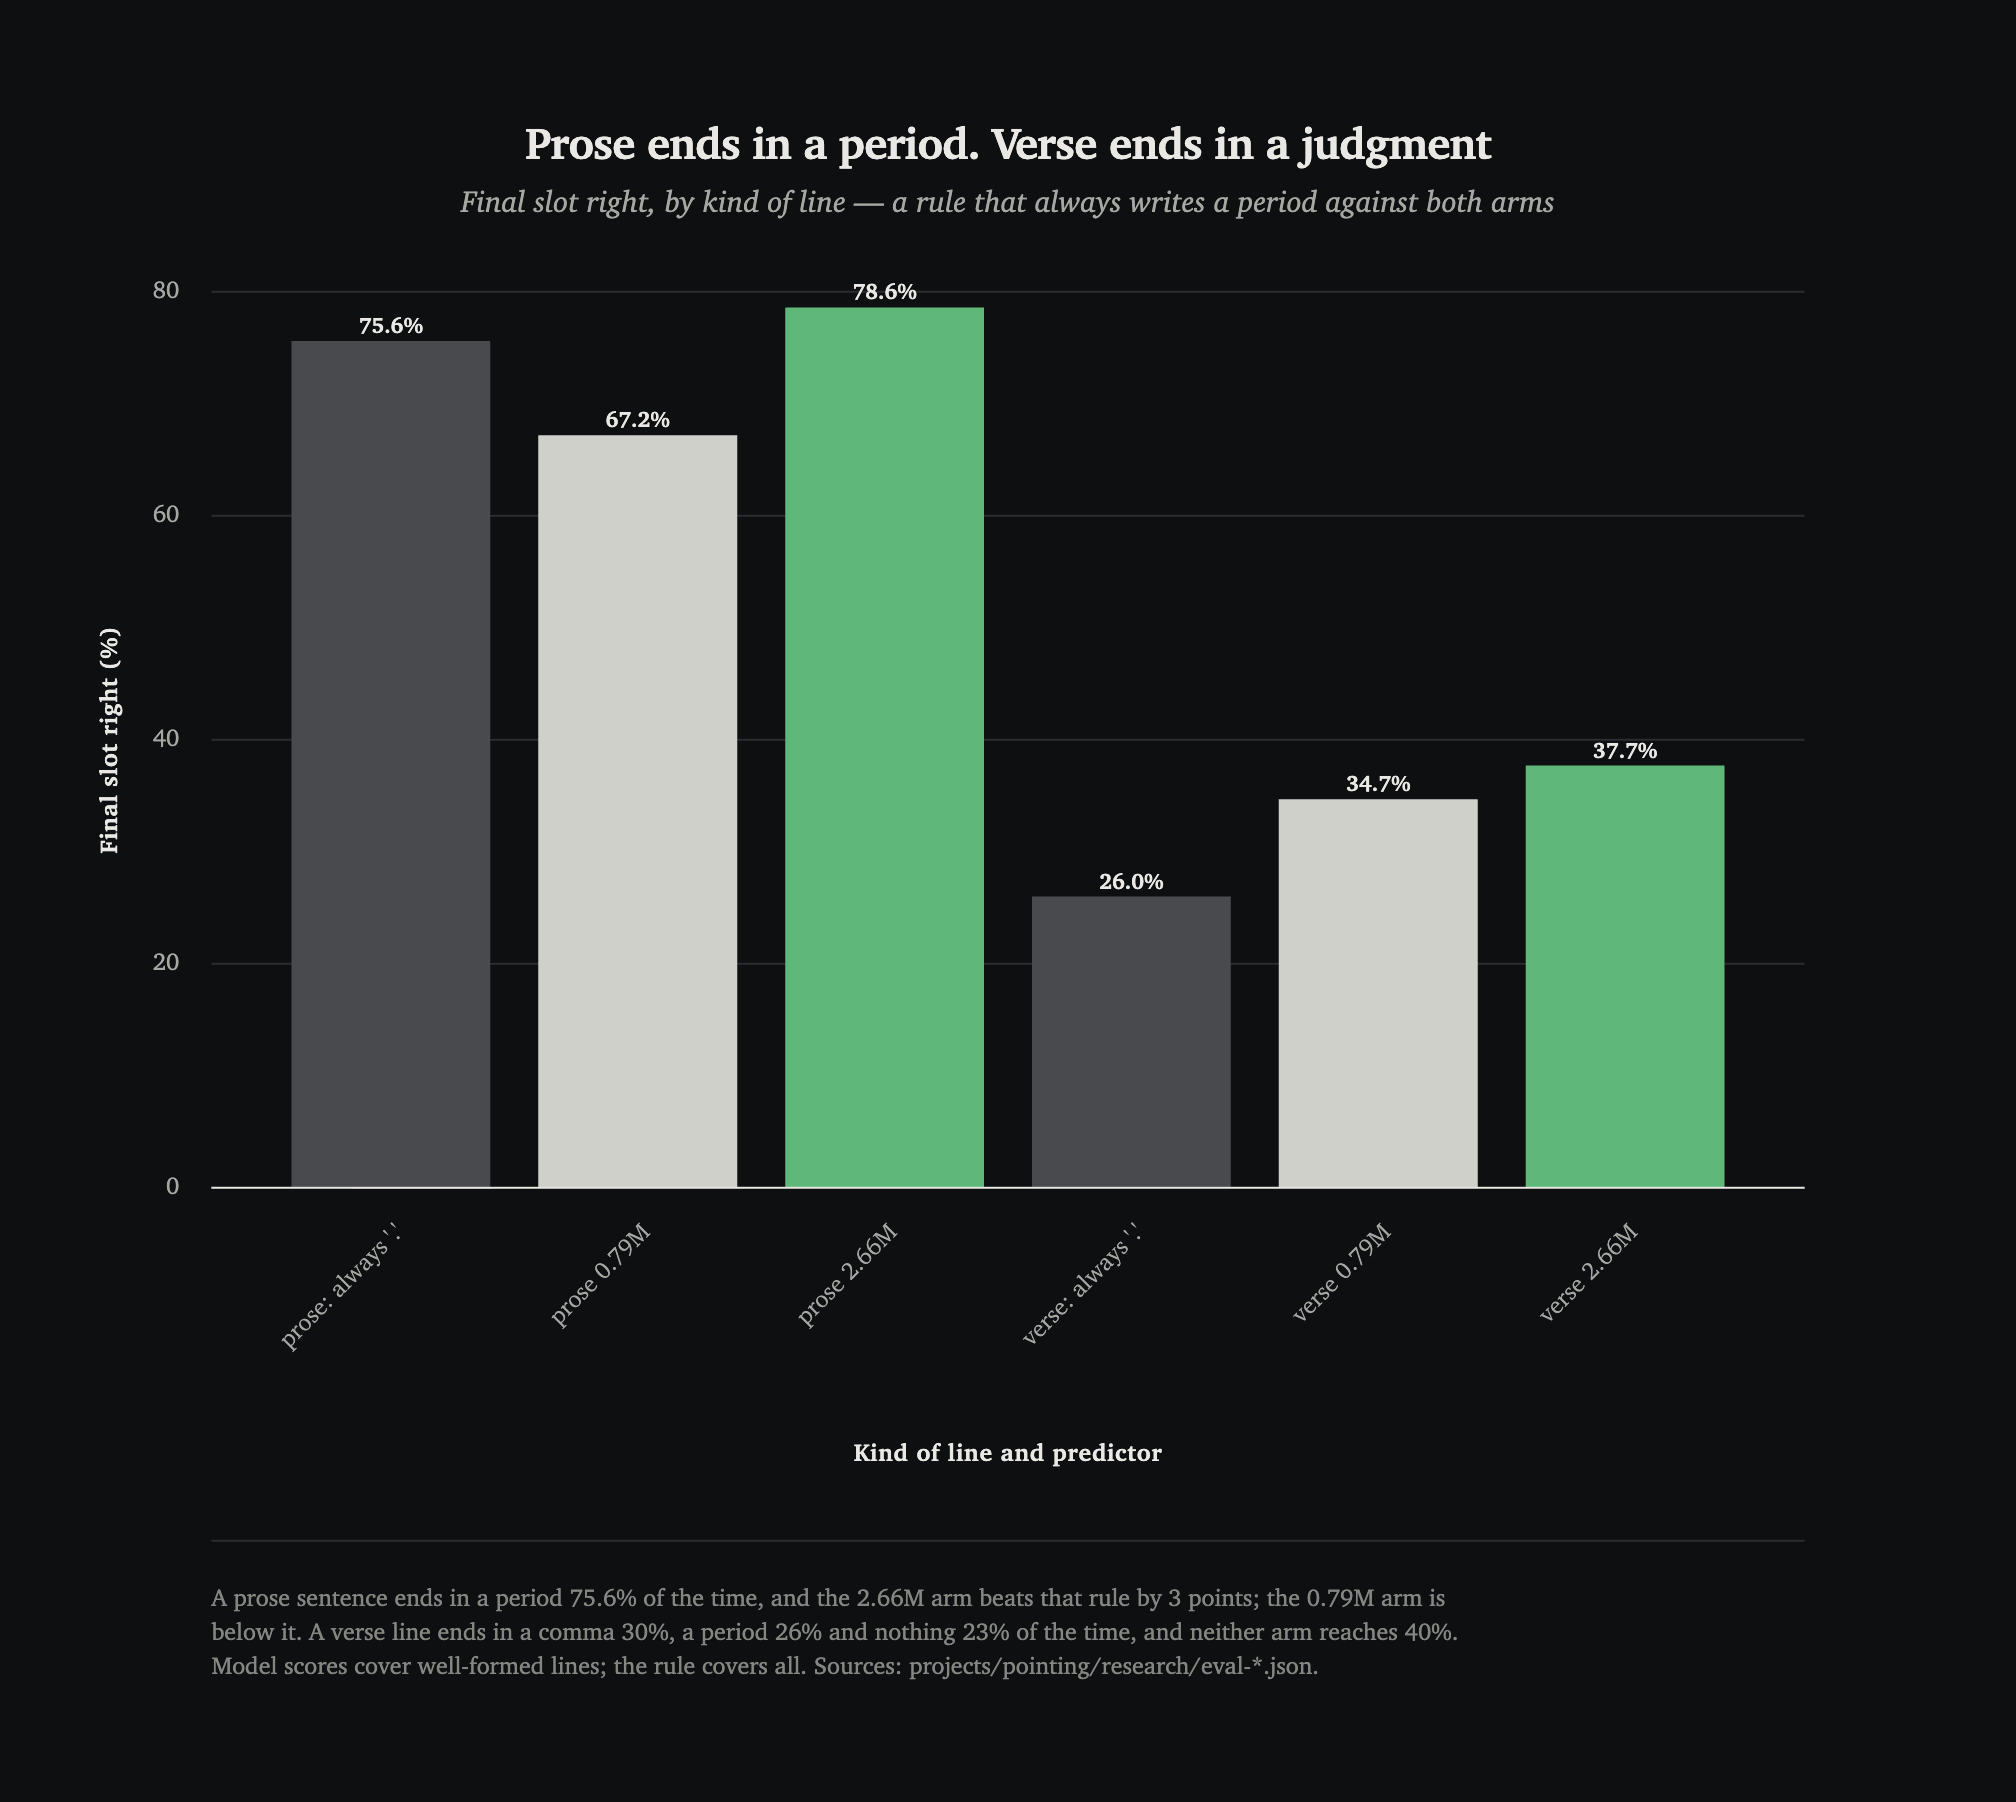 Prose ends in a period. Verse ends in a judgment
Final slot right, by kind of line — a rule that always writes a period against both arms
Final slot right (%)
80
60
40
20
0
75.6%
67.2%
78.6%
26.0%
34.7%
37.7%
prose: always '.'
prose 0.79M
prose 2.66M
verse: always '.'
verse 0.79M
verse 2.66M
Kind of line and predictor
A prose sentence ends in a period 75.6% of the time, and the 2.66M arm beats that rule by 3 points; the 0.79M arm is
below it. A verse line ends in a comma 30%, a period 26% and nothing 23% of the time, and neither arm reaches 40%.
Model scores cover well-formed lines; the rule covers all. Sources: projects/pointing/research/eval-*.json.